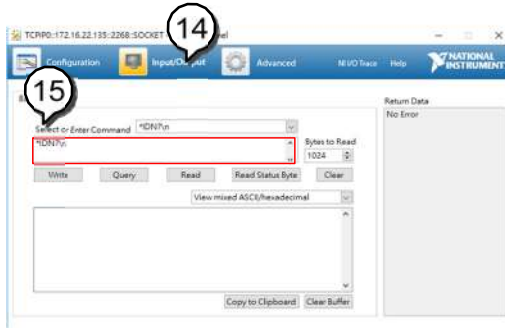 TCPIP0::172.16.22.135::2268::SOCKET
14
Configuration Input/Output Advanced NI I/O Trace Help NATIONAL INSTRUMENTS
15
Return Data
No Error
Select or Enter Command *IDN?\n
*IDN?\n
Bytes to Read
1024
Write Query Read Read Status Byte Clear
View mixed ASCII/hexadecimal
Copy to Clipboard Clear Buffer